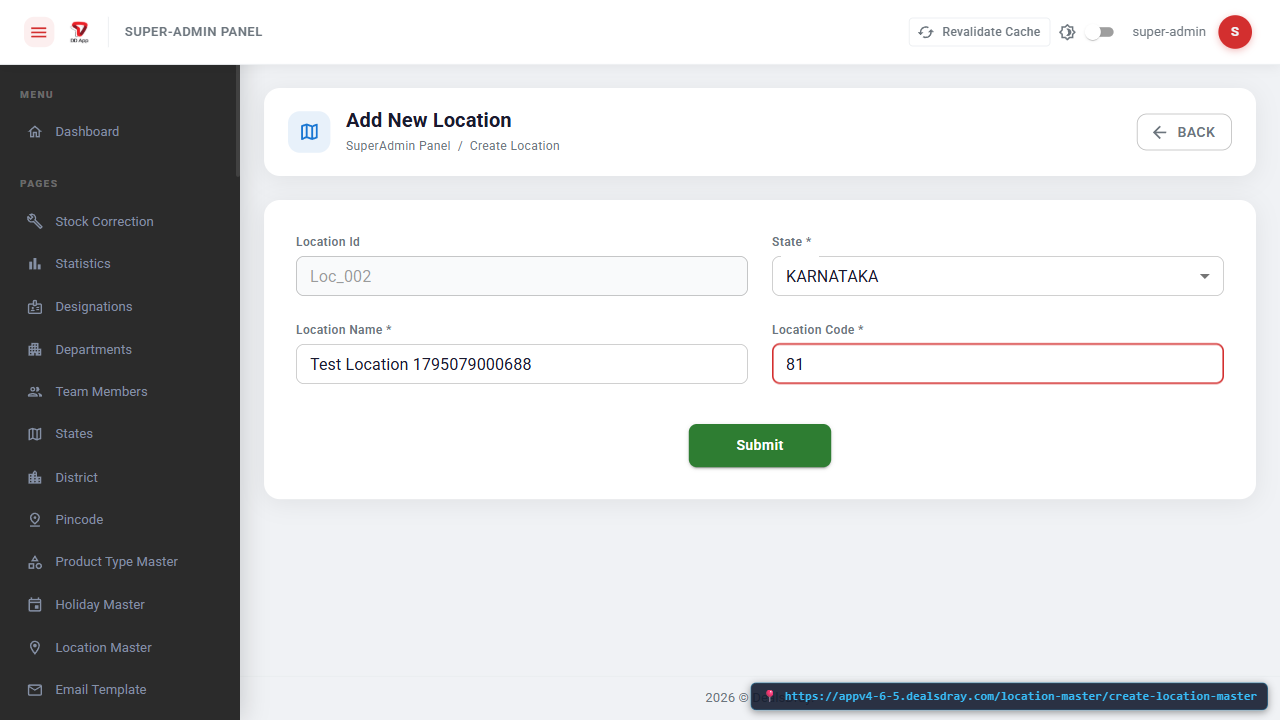 DD App
SUPER-ADMIN PANEL
Revalidate Cache
super-admin
S
MENU
Dashboard
PAGES
Stock Correction
Statistics
Designations
Departments
Team Members
States
District
Pincode
Product Type Master
Holiday Master
Location Master
Email Template
Add New Location
SuperAdmin Panel / Create Location
BACK
Location Id
Loc_002
State *
KARNATAKA
Location Name *
Test Location 1795079000688
Location Code *
81
Submit
2026 ©
https://appv4-6-5.dealsdray.com/location-master/create-location-master